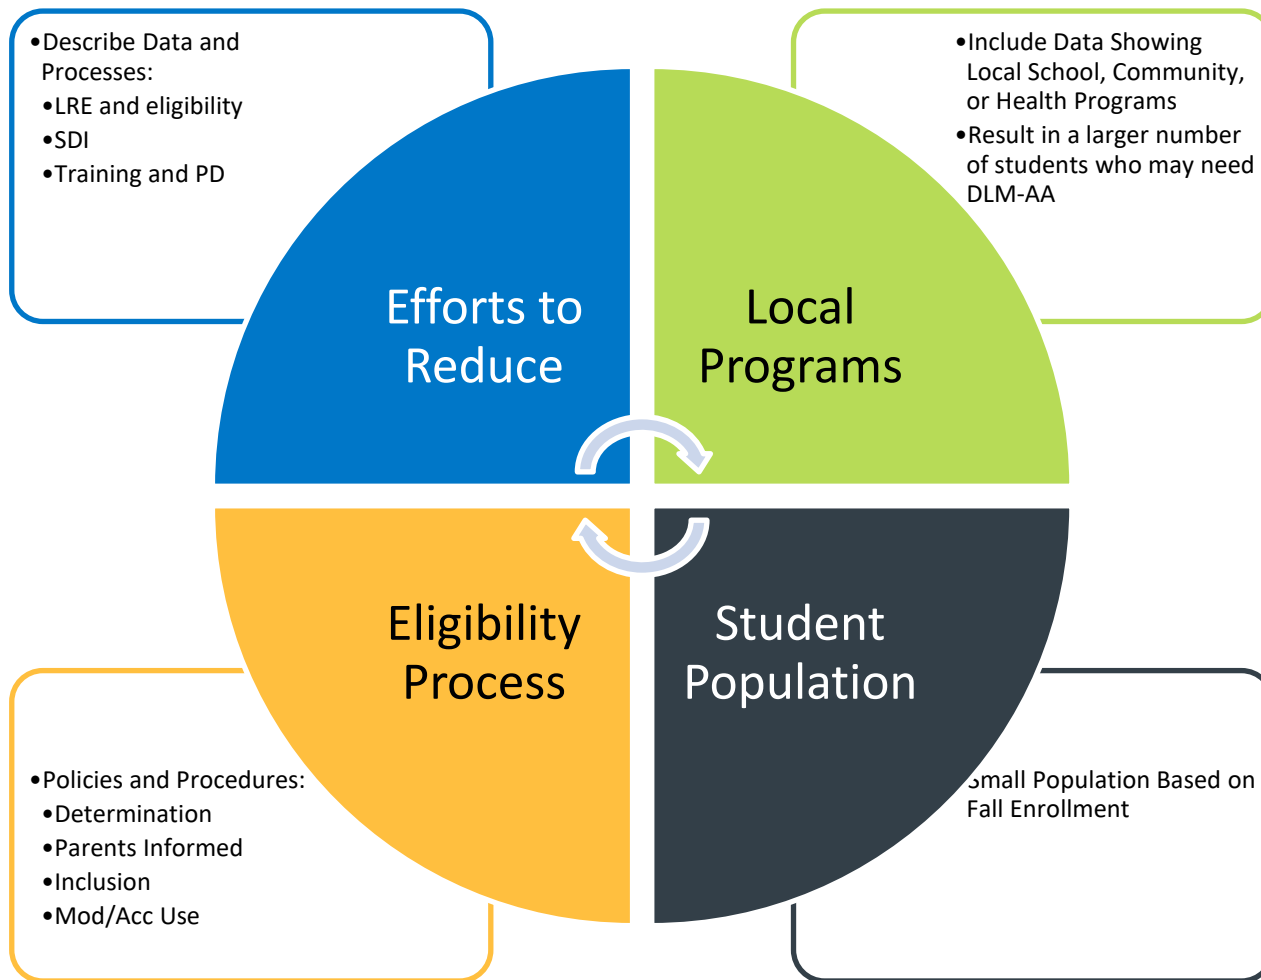 •Describe Data and
Processes:
•LRE and eligibility
•SDI
•Training and PD
•Include Data Showing
Local School, Community,
or Health Programs
•Result in a larger number
of students who may need
DLM-AA
Efforts to
Reduce
Local
Programs
Eligibility
Process
Student
Population
•Policies and Procedures:
•Determination
•Parents Informed
•Inclusion
•Mod/Acc Use
Small Population Based on
Fall Enrollment